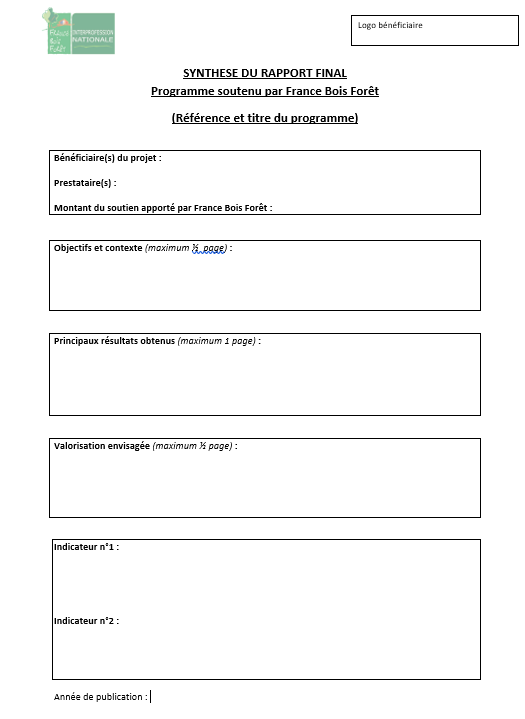 FRANCE
BOIS
FORÊT
INTERPROFESSION
NATIONALE
Logo bénéficiaire
SYNTHESE DU RAPPORT FINAL
Programme soutenu par France Bois Forêt
(Référence et titre du programme)
Bénéficiaire(s) du projet :
Prestataire(s) :
Montant du soutien apporté par France Bois Forêt :
Objectifs et contexte (maximum ½ page) :
Principaux résultats obtenus (maximum 1 page) :
Valorisation envisagée (maximum ½ page) :
Indicateur n°1 :
Indicateur n°2 :
Année de publication :